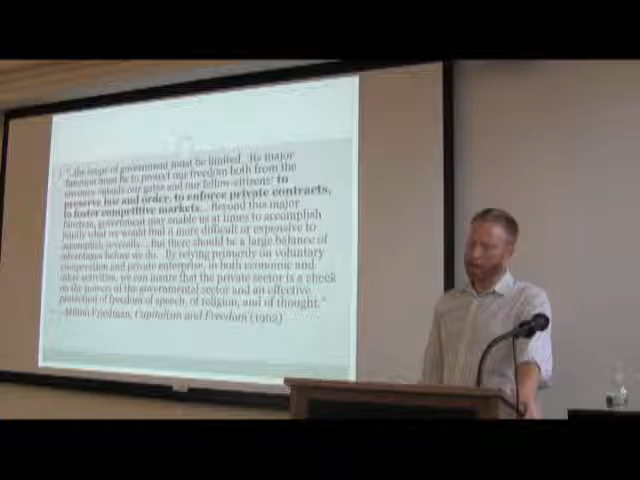 "...the scope of government must be limited...Its major
function must be to protect our freedom both from the
enemies outside our gates and our fellow-citizens: to
preserve law and order, to enforce private contracts,
to foster competitive markets... Beyond this major
function, government may enable us at times to accomplish
jointly what we would find it more difficult or expensive to
accomplish severally... But there should be a large balance of
advantages before we do... By relying primarily on voluntary
cooperation and private enterprise, in both economic and
other activities, we can insure that the private sector is a check
on the powers of the governmental sector and an effective
protection of freedom of speech, of religion, and of thought."
Milton Friedman, Capitalism and Freedom (1962)